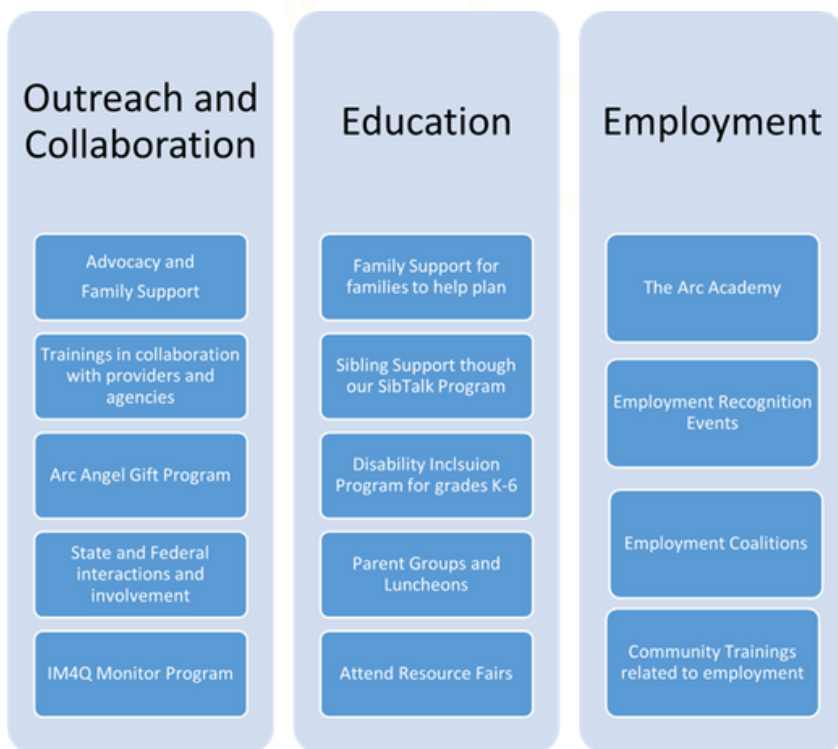 Outreach and
Collaboration
Advocacy and
Family Support
Trainings in collaboration
with providers and
agencies
Arc Angel Gift Program
State and Federal
interactions and
involvement
IM4Q Monitor Program
Education
Family Support for
families to help plan
Sibling Support though
our SibTalk Program
Disability Inclsuion
Program for grades K-6
Parent Groups and
Luncheons
Attend Resource Fairs
Employment
The Arc Academy
Employment Recognition
Events
Employment Coalitions
Community Trainings
related to employment